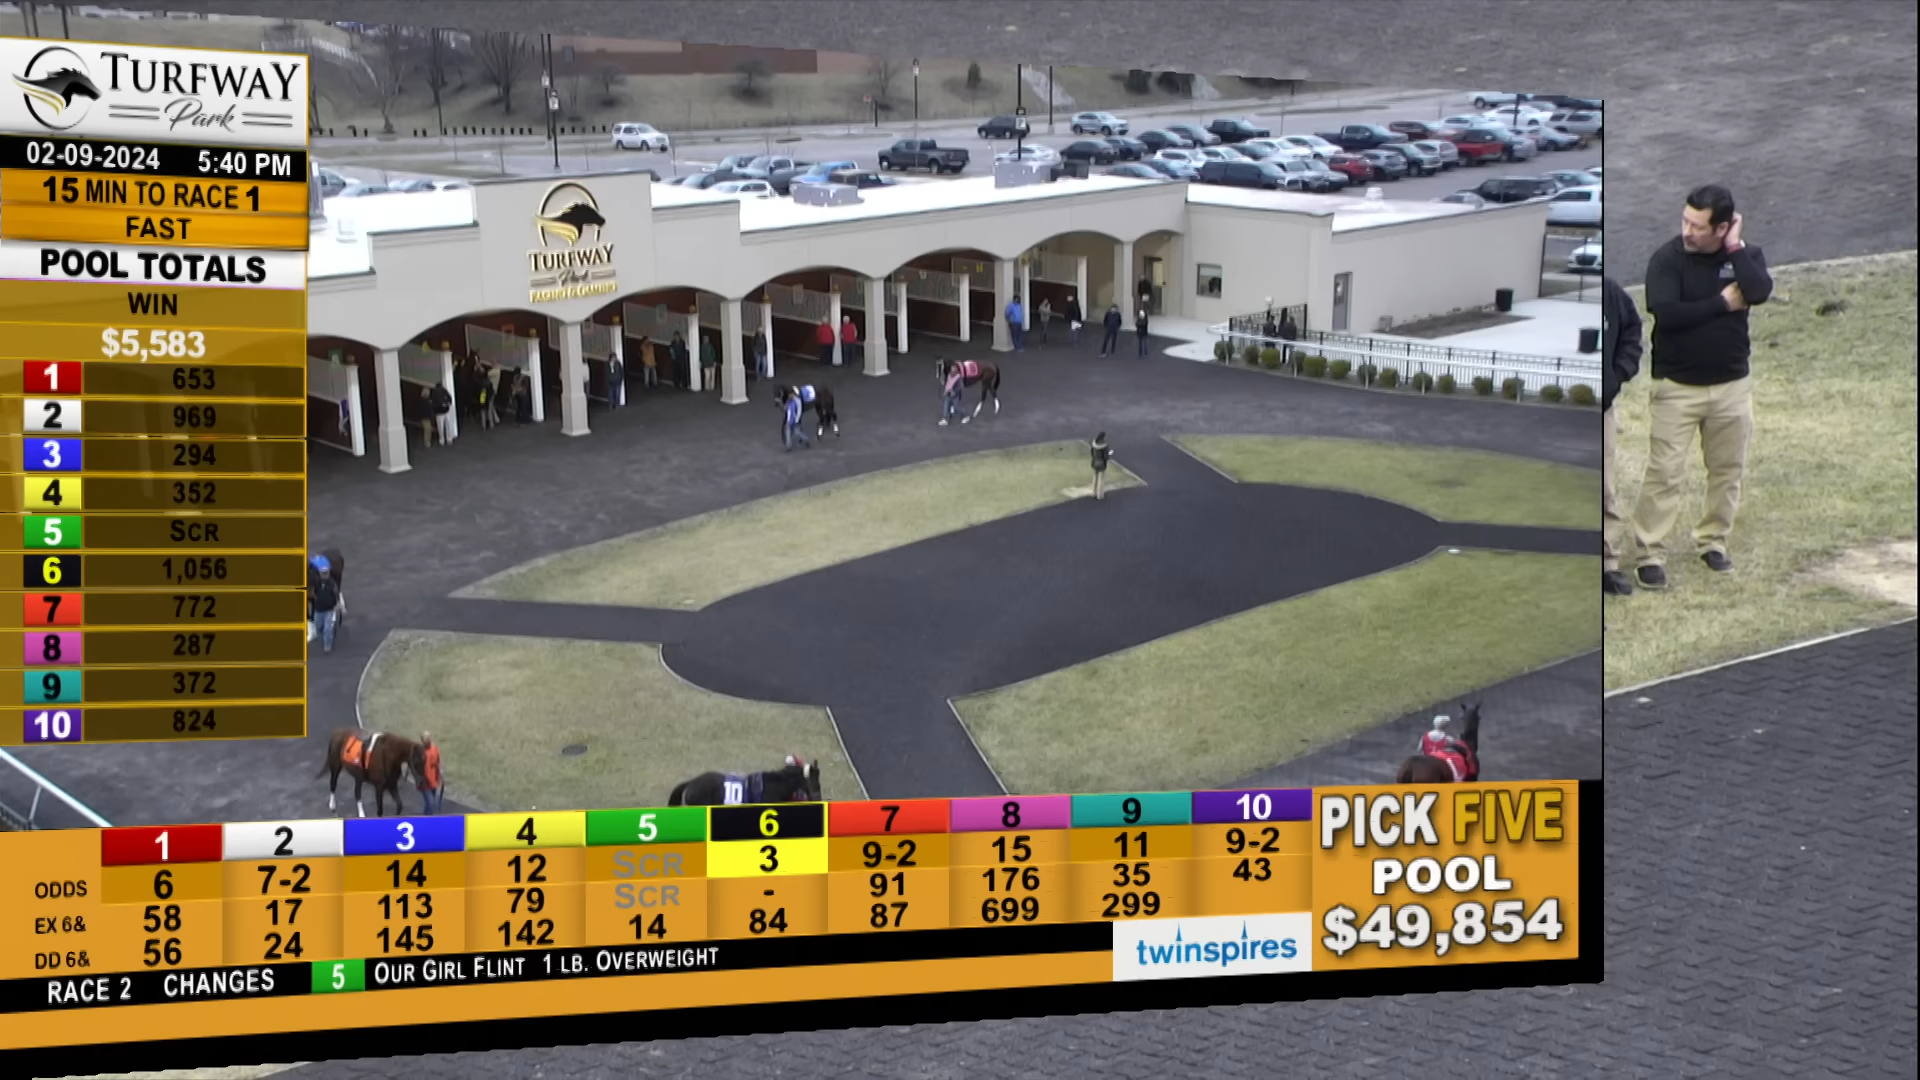 TURFWAY
Park
02-09-2024 5:40 PM
15 MIN TO RACE 1
FAST
POOL TOTALS
WIN
$5,583
1 653
2 969
3 294
4 352
5 SCR
6 1,056
7 772
8 287
9 372
10 824
TURFWAY
Park
RACING & GAMING
10
1 2 3 4 5 6 7 8 9 10
ODDS 6 7-2 14 12 SCR 3 9-2 15 11 9-2
EX 6& 58 17 113 79 SCR - 91 176 35 43
DD 6& 56 24 145 142 14 84 87 699 299
RACE 2 CHANGES 5 OUR GIRL FLINT 1 LB. OVERWEIGHT
twinspires
PICK FIVE
POOL
$49,854